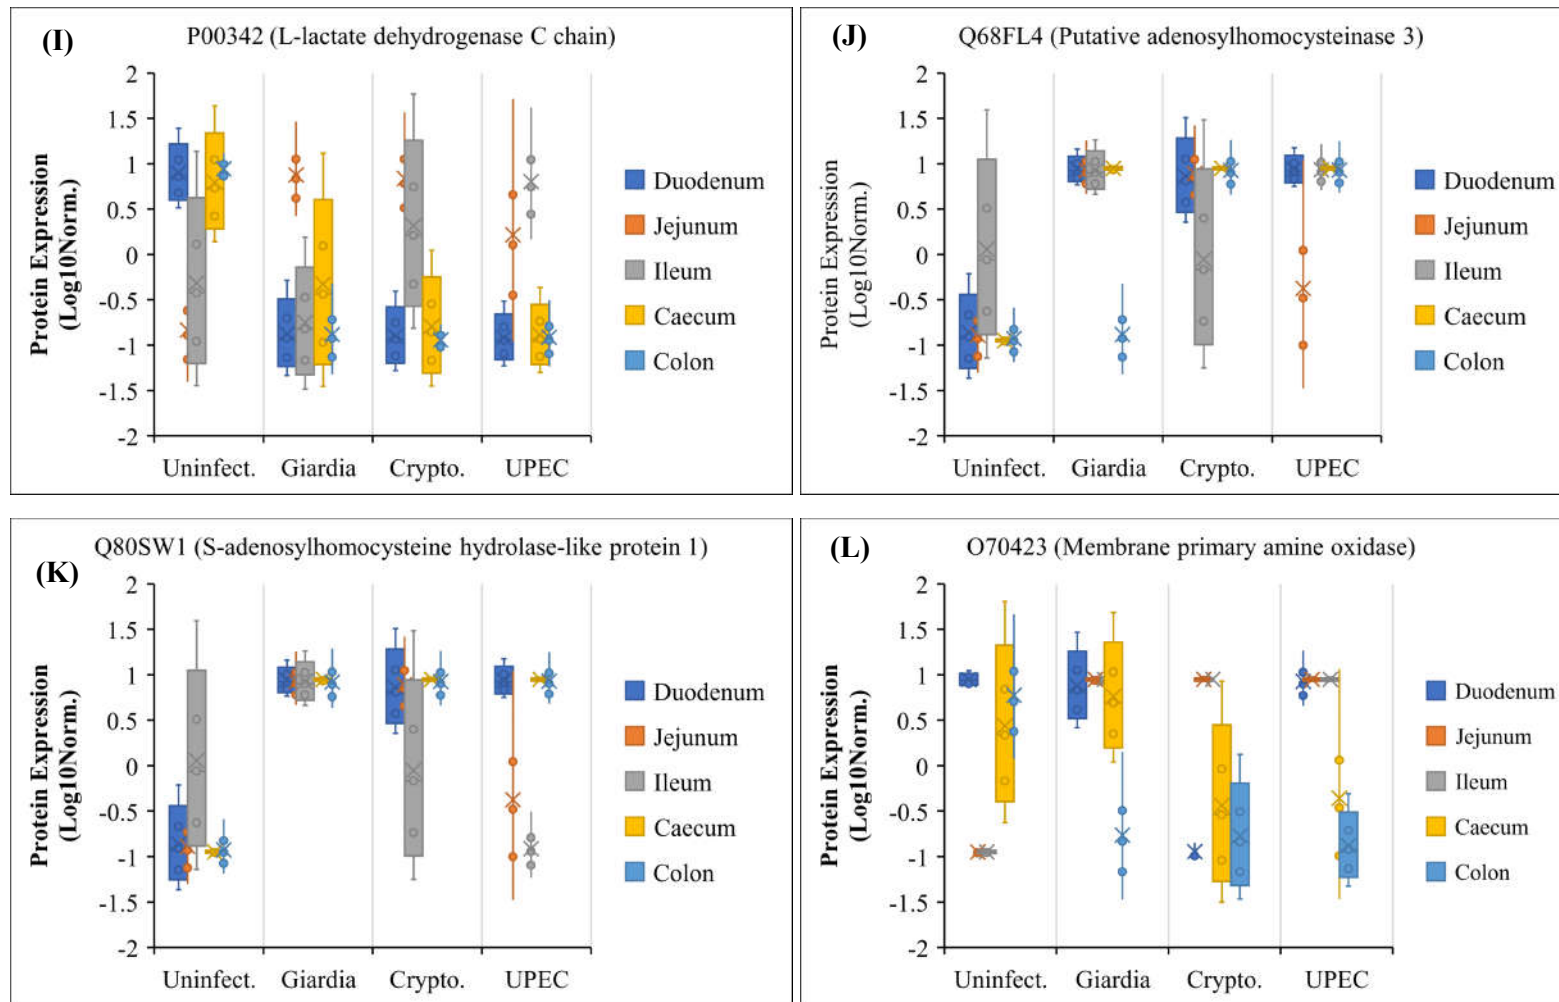 (I)
P00342 (L-lactate dehydrogenase C chain)
Protein Expression
(Log10Norm.)
2
1.5
1
0.5
0
-0.5
-1
-1.5
-2
Uninfect. Giardia Crypto. UPEC
Duodenum
Jejunum
Ileum
Caecum
Colon
(J)
Q68FL4 (Putative adenosylhomocysteinase 3)
Protein Expression
(Log10Norm.)
2
1.5
1
0.5
0
-0.5
-1
-1.5
-2
Uninfect. Giardia Crypto. UPEC
Duodenum
Jejunum
Ileum
Caecum
Colon
(K)
Q80SW1 (S-adenosylhomocysteine hydrolase-like protein 1)
Protein Expression
(Log10Norm.)
2
1.5
1
0.5
0
-0.5
-1
-1.5
-2
Uninfect. Giardia Crypto. UPEC
Duodenum
Jejunum
Ileum
Caecum
Colon
(L)
O70423 (Membrane primary amine oxidase)
Protein Expression
(Log10Norm.)
2
1.5
1
0.5
0
-0.5
-1
-1.5
-2
Uninfect. Giardia Crypto. UPEC
Duodenum
Jejunum
Ileum
Caecum
Colon